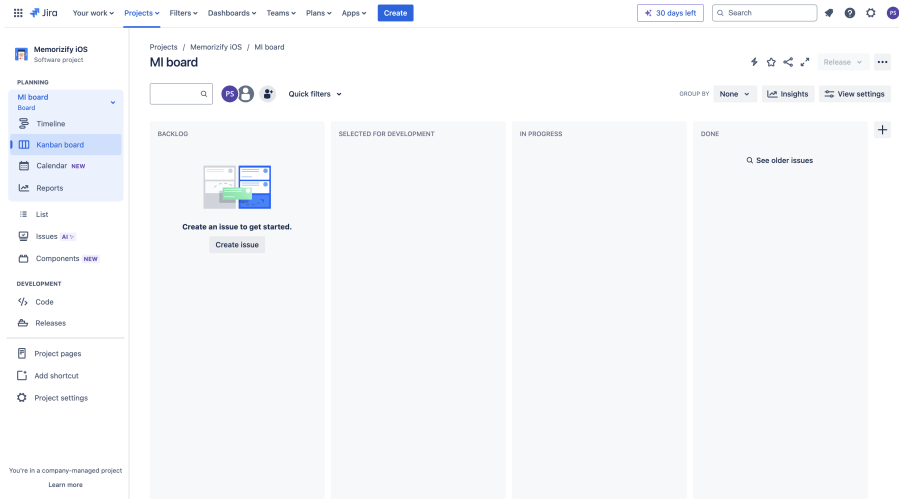 Jira
Your work
Projects
Filters
Dashboards
Teams
Plans
Apps
Create
30 days left
Search
PS
Memorizify iOS
Software project
PLANNING
MI board
Board
Timeline
Kanban board
Calendar NEW
Reports
List
Issues AI
Components NEW
DEVELOPMENT
Code
Releases
Project pages
Add shortcut
Project settings
You're in a company-managed project
Learn more
Projects / Memorizify iOS / MI board
MI board
Release
PS
Quick filters
GROUP BY
None
Insights
View settings
BACKLOG
Create an issue to get started.
Create issue
SELECTED FOR DEVELOPMENT
IN PROGRESS
DONE
See older issues